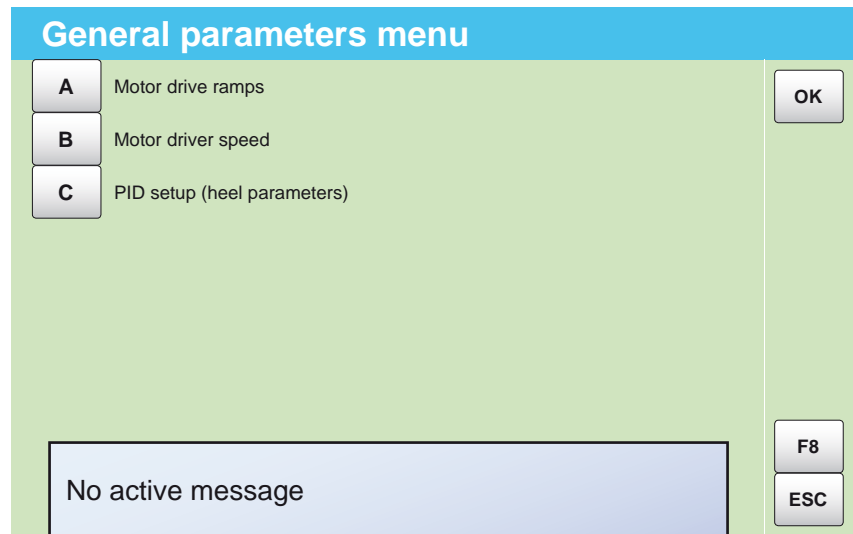 General parameters menu
A Motor drive ramps
OK
B Motor driver speed
C PID setup (heel parameters)
F8
No active message
ESC